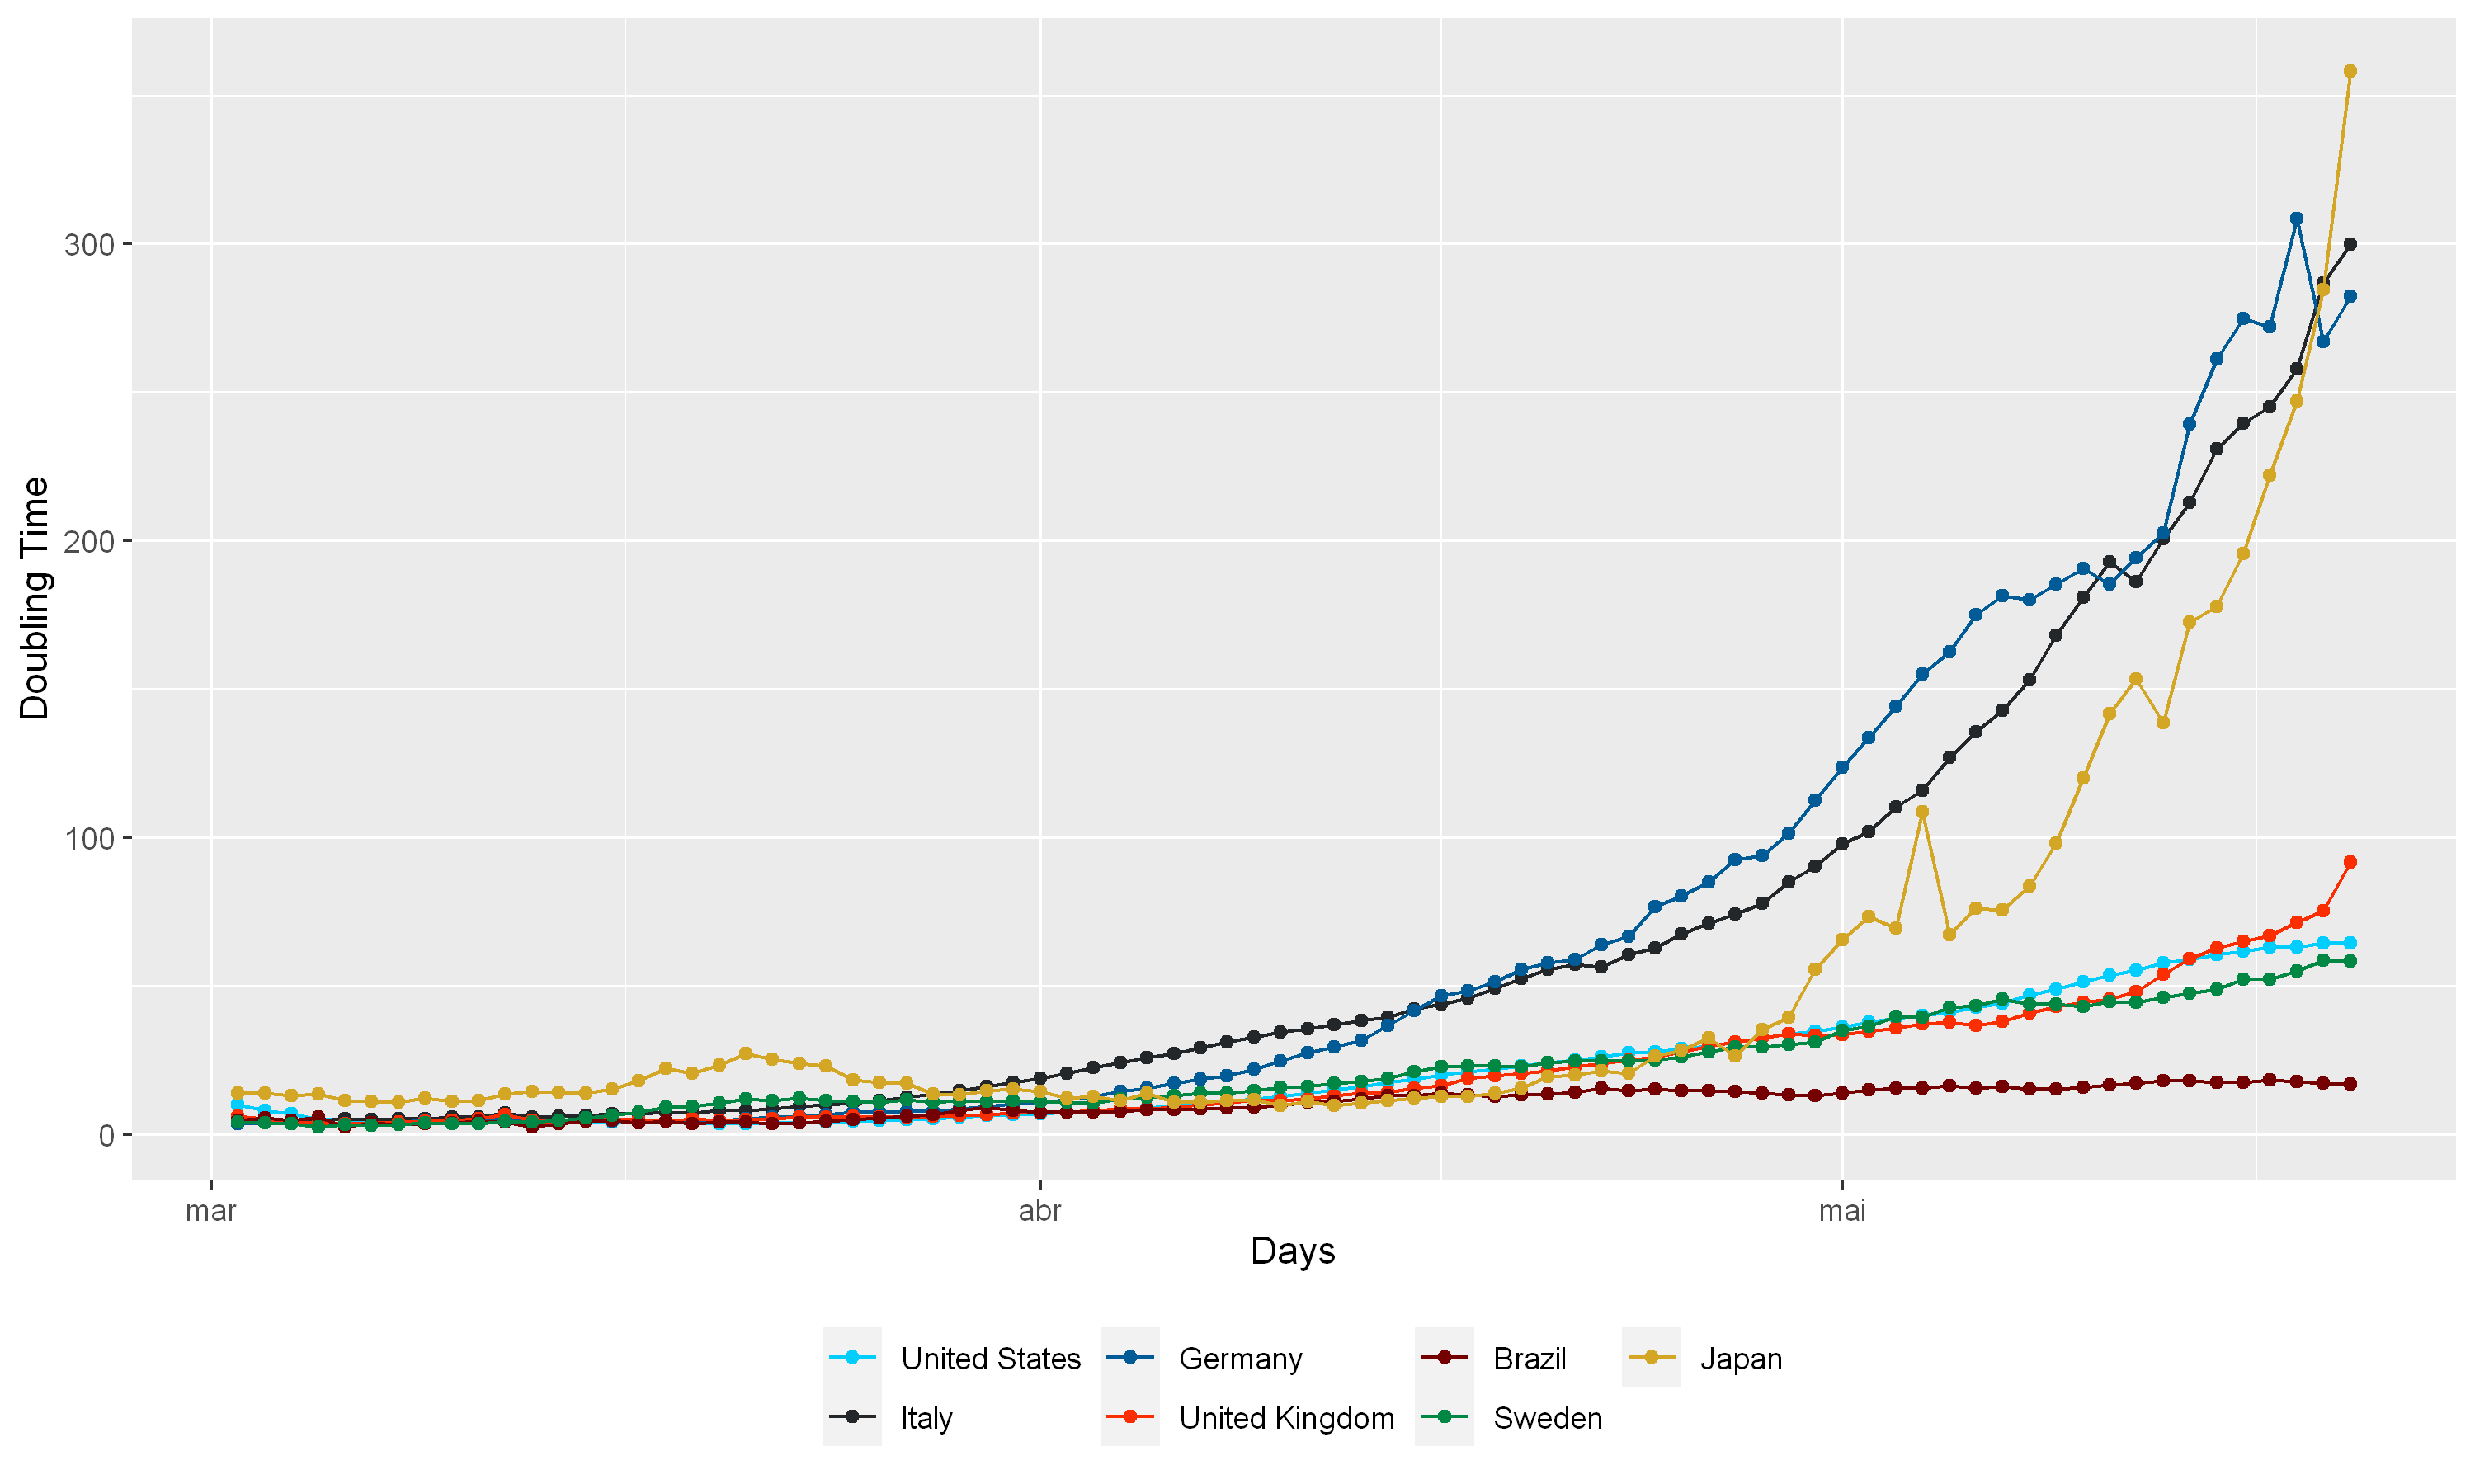 Doubling Time
300
200
100
0
mar abr mai
Days
United States Germany Brazil Japan
Italy United Kingdom Sweden